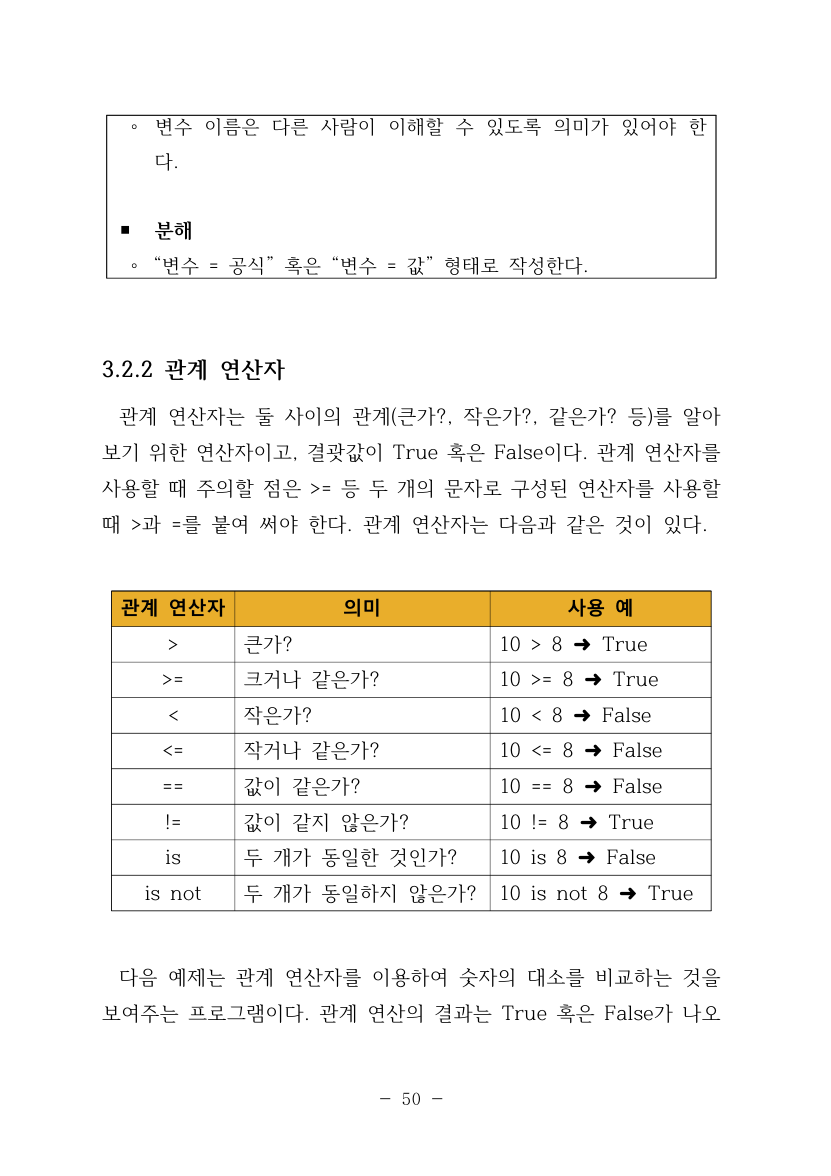 ◦ 변수 이름은 다른 사람이 이해할 수 있도록 의미가 있어야 한
다.
▪ 분해
◦ “변수 = 공식” 혹은 “변수 = 값” 형태로 작성한다.
3.2.2 관계 연산자
관계 연산자는 둘 사이의 관계(큰가?, 작은가?, 같은가? 등)를 알아
보기 위한 연산자이고, 결괏값이 True 혹은 False이다. 관계 연산자를
사용할 때 주의할 점은 >= 등 두 개의 문자로 구성된 연산자를 사용할
때 >과 =를 붙여 써야 한다. 관계 연산자는 다음과 같은 것이 있다.
관계 연산자 의미 사용 예
> 큰가? 10 > 8 ➜ True
>= 크거나 같은가? 10 >= 8 ➜ True
< 작은가? 10 < 8 ➜ False
<= 작거나 같은가? 10 <= 8 ➜ False
== 값이 같은가? 10 == 8 ➜ False
!= 값이 같지 않은가? 10 != 8 ➜ True
is 두 개가 동일한 것인가? 10 is 8 ➜ False
is not 두 개가 동일하지 않은가? 10 is not 8 ➜ True
다음 예제는 관계 연산자를 이용하여 숫자의 대소를 비교하는 것을
보여주는 프로그램이다. 관계 연산의 결과는 True 혹은 False가 나오
- 50 -